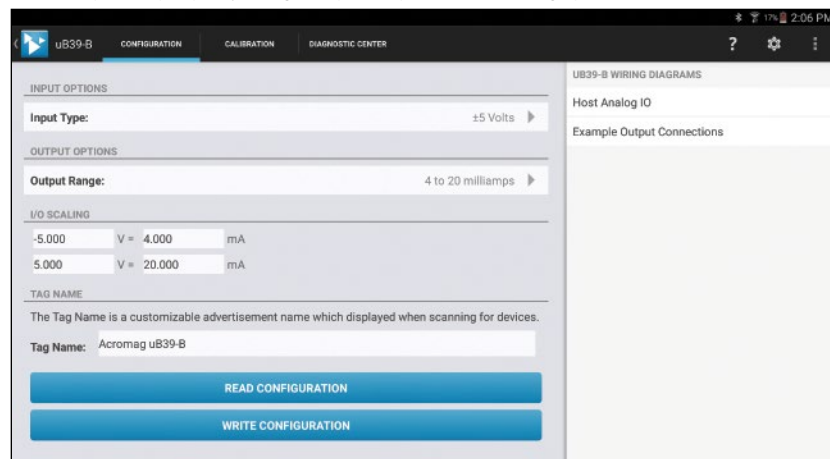 17% 2:06 PM
uB39-B CONFIGURATION CALIBRATION DIAGNOSTIC CENTER ?
INPUT OPTIONS
Input Type: ±5 Volts
OUTPUT OPTIONS
Output Range: 4 to 20 milliamps
I/O SCALING
-5.000 V = 4.000 mA
5.000 V = 20.000 mA
TAG NAME
The Tag Name is a customizable advertisement name which displayed when scanning for devices.
Tag Name: Acromag uB39-B
READ CONFIGURATION
WRITE CONFIGURATION
UB39-B WIRING DIAGRAMS
Host Analog IO
Example Output Connections